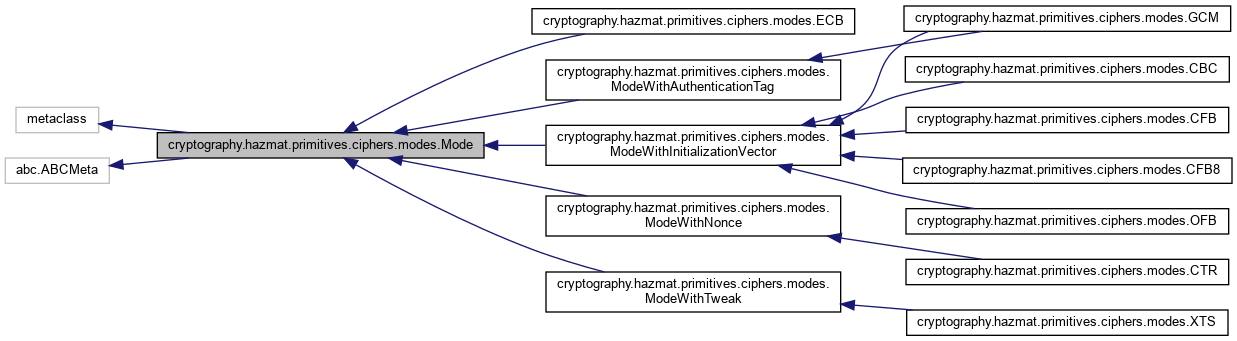 metaclass
abc.ABCMeta
cryptography.hazmat.primitives.ciphers.modes.Mode
cryptography.hazmat.primitives.ciphers.modes.ECB
cryptography.hazmat.primitives.ciphers.modes.
ModeWithAuthenticationTag
cryptography.hazmat.primitives.ciphers.modes.
ModeWithInitializationVector
cryptography.hazmat.primitives.ciphers.modes.
ModeWithNonce
cryptography.hazmat.primitives.ciphers.modes.
ModeWithTweak
cryptography.hazmat.primitives.ciphers.modes.GCM
cryptography.hazmat.primitives.ciphers.modes.CBC
cryptography.hazmat.primitives.ciphers.modes.CFB
cryptography.hazmat.primitives.ciphers.modes.CFB8
cryptography.hazmat.primitives.ciphers.modes.OFB
cryptography.hazmat.primitives.ciphers.modes.CTR
cryptography.hazmat.primitives.ciphers.modes.XTS